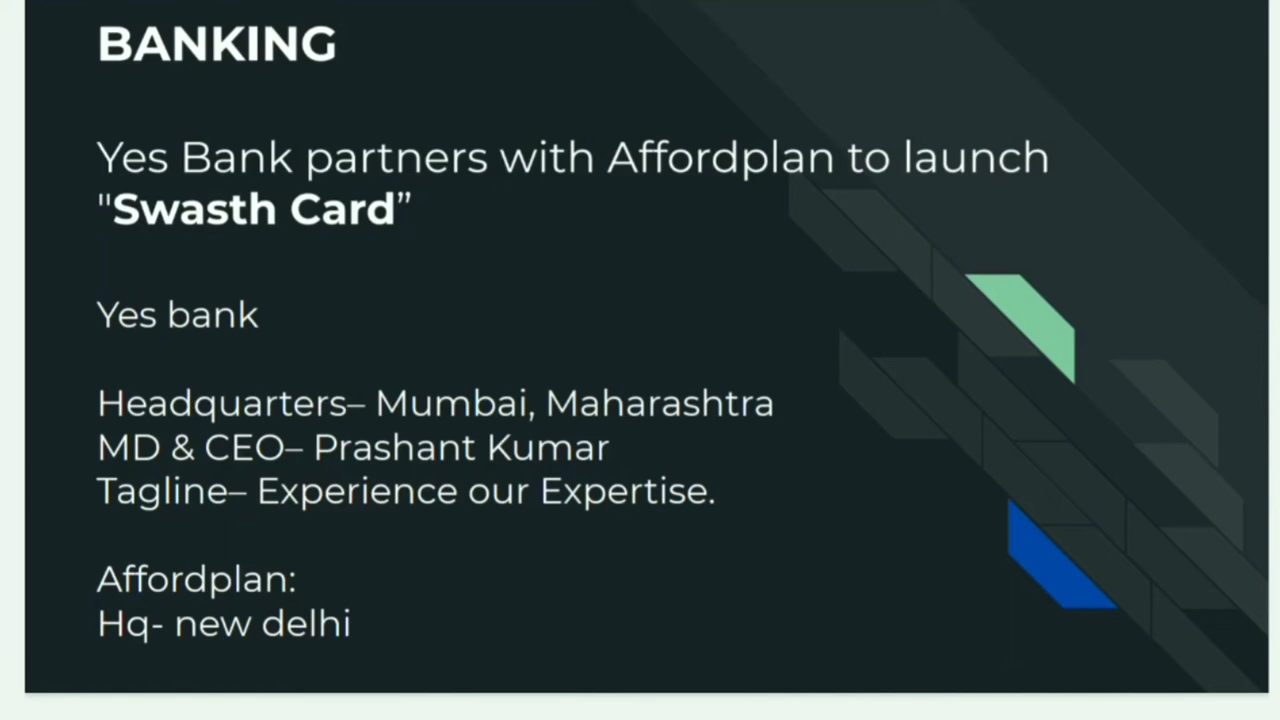 BANKING
Yes Bank partners with Affordplan to launch
"Swasth Card”
Yes bank
Headquarters– Mumbai, Maharashtra
MD & CEO– Prashant Kumar
Tagline– Experience our Expertise.
Affordplan:
Hq- new delhi